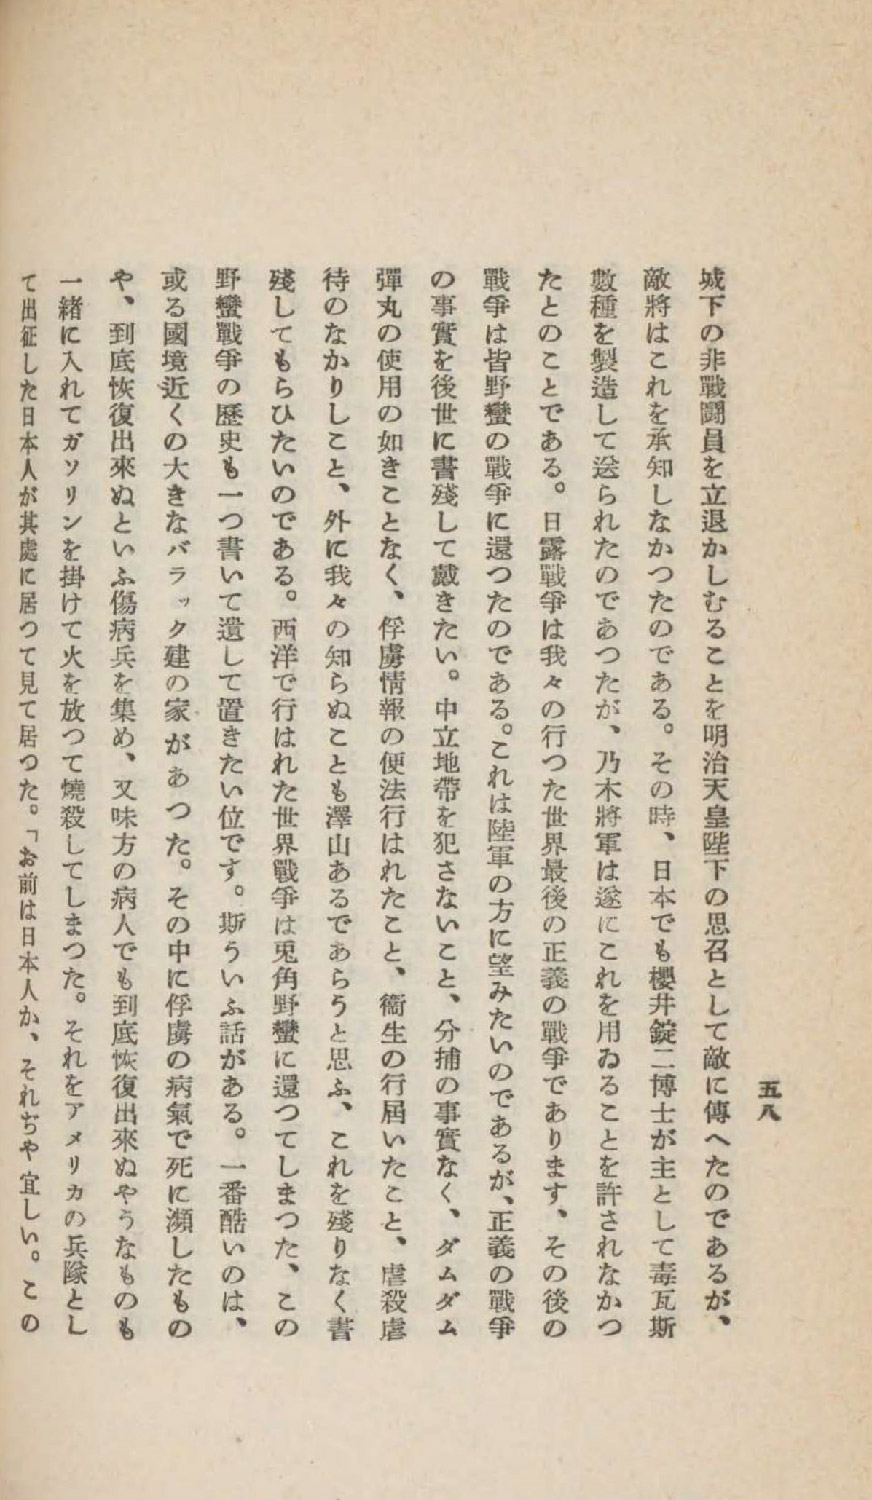 五八
城下の非戰鬪員を立退かしむることを明治天皇陛下の思召として敵に傳へたのであるが、
敵將はこれを承知しなかつたのである。その時、日本でも櫻井錠二博士が主として毒瓦斯
數種を製造して送られたのであつたが、乃木將軍は遂にこれを用ゐることを許されなかつ
たとのことである。日露戰爭は我々の行つた世界最後の正義の戰爭であります、その後の
戰爭は皆野蠻の戰爭に還つたのである。これは陸軍の方に望みたいのであるが、正義の戰爭
の事實を後世に書殘して戴きたい。中立地帶を犯さないこと、分捕の事實なく、ダムダム
彈丸の使用の如きことなく、俘虜情報の便法行はれたこと、衞生の行屆いたこと、虐殺虐
待のなかりしこと、外に我々の知らぬことも澤山あるであらうと思ふ、これを殘りなく書
殘してもらひたいのである。西洋で行はれた世界戰爭は兎角野蠻に還つてしまつた、この
野蠻戰爭の歷史も一つ書いて遺して置きたい位です。斯ういふ話がある。一番酷いのは、
或る國境近くの大きなバラック建の家があつた。その中に俘虜の病氣で死に瀕したもの
や、到底恢復出來ぬといふ傷病兵を集め、又味方の病人でも到底恢復出來ぬやうなものも
一緒に入れてガソリンを掛けて火を放つて燒殺してしまつた。それをアメリカの兵隊とし
て出征した日本人が其處に居つて見て居つた。「お前は日本人か、それぢや宜しい。この